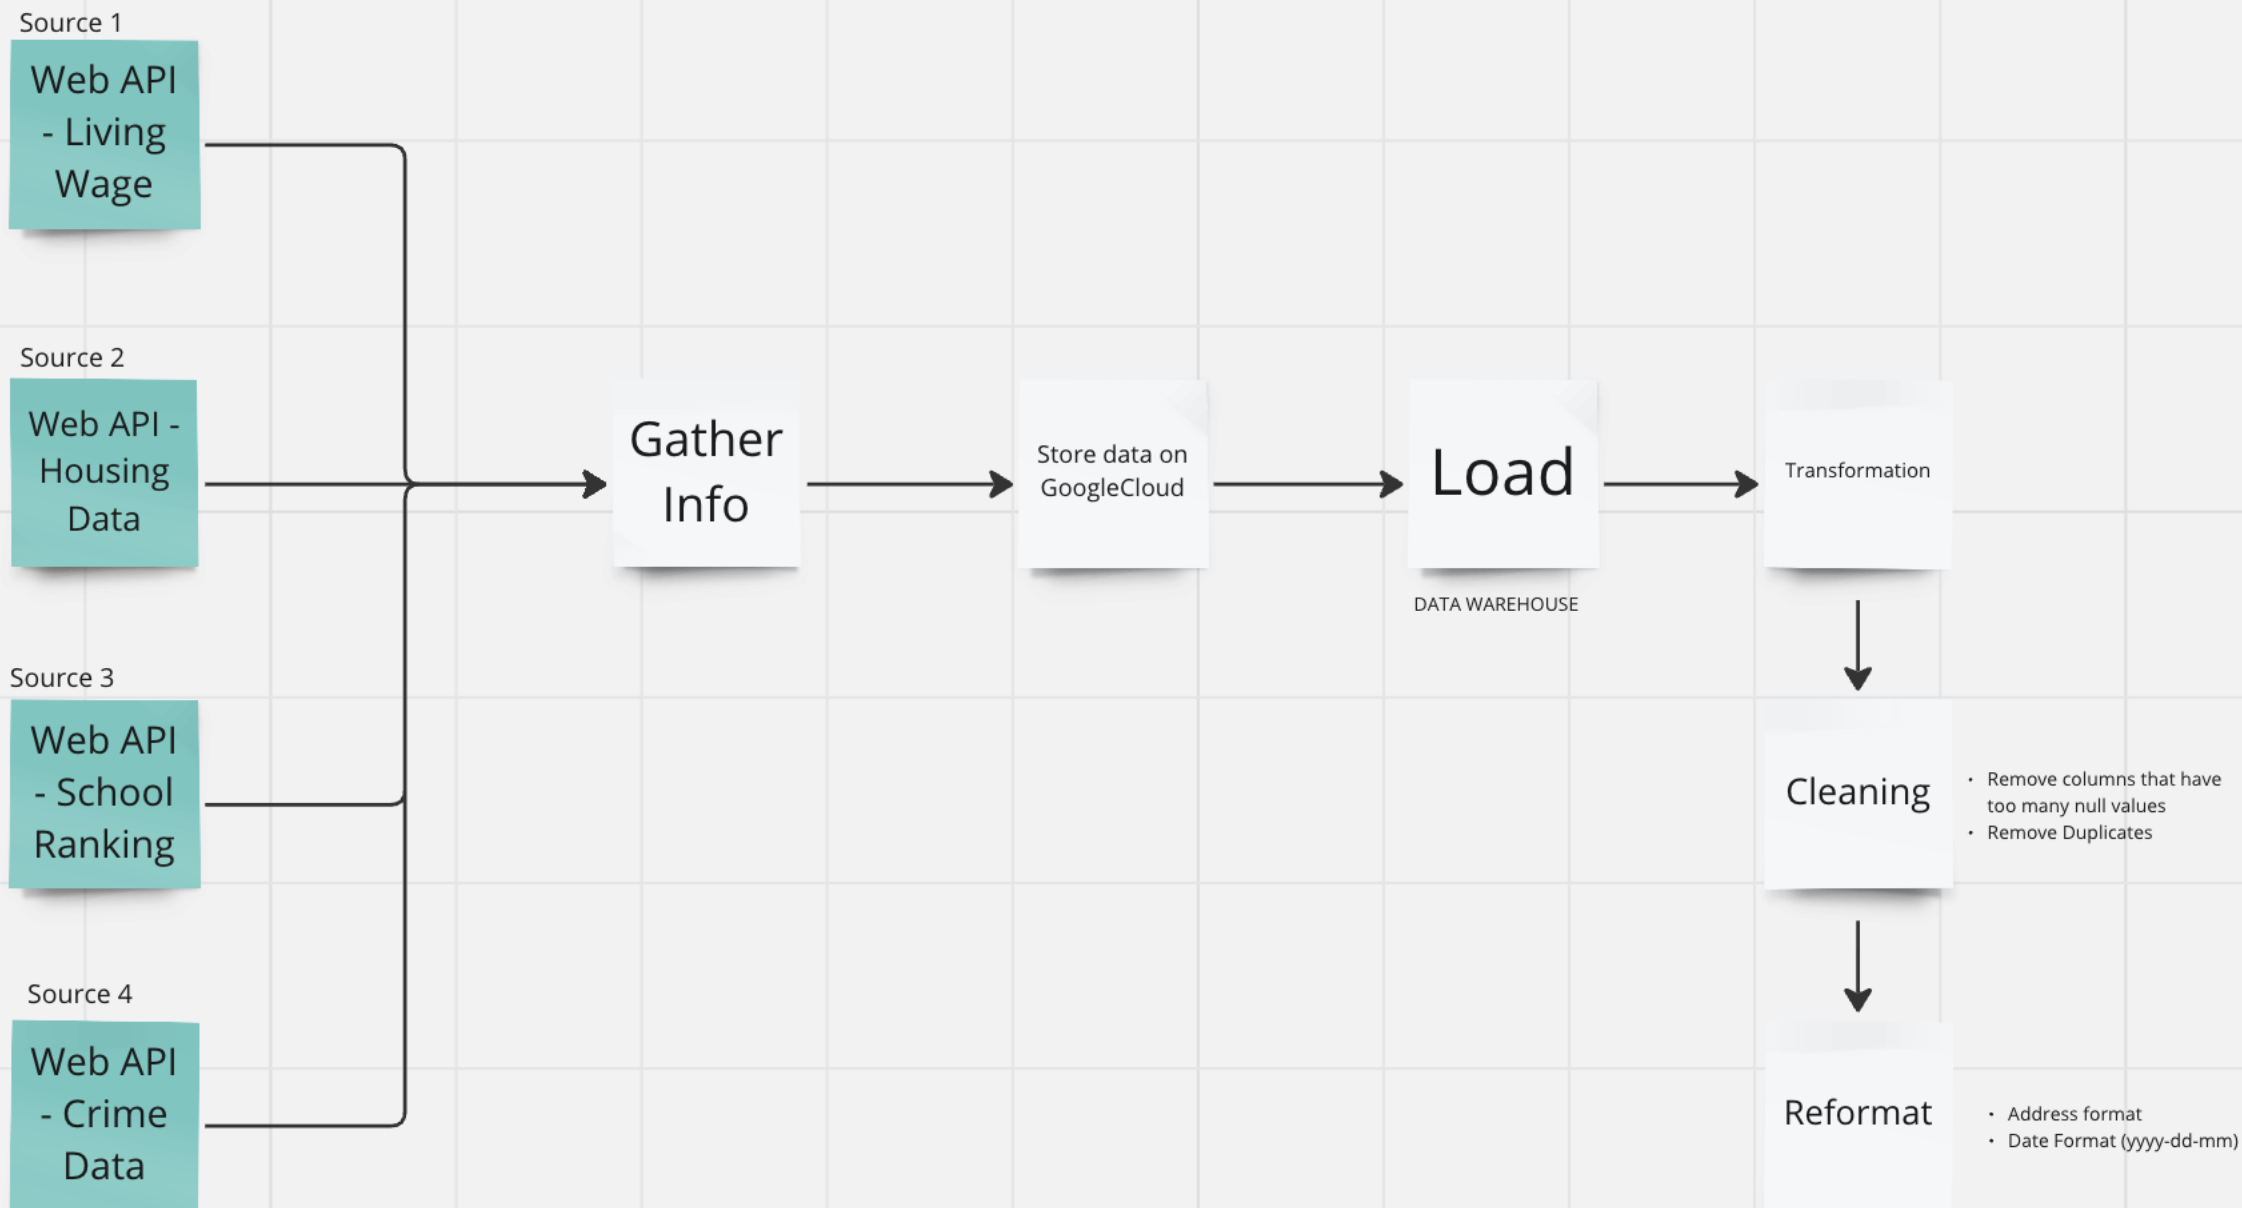 Source 1
Web API
- Living
Wage
Source 2
Web API -
Housing
Data
Source 3
Web API
- School
Ranking
Source 4
Web API
- Crime
Data
Gather
Info
Store data on
GoogleCloud
Load
DATA WAREHOUSE
Transformation
Cleaning
• Remove columns that have
too many null values
• Remove Duplicates
Reformat
• Address format
• Date Format (yyyy-dd-mm)